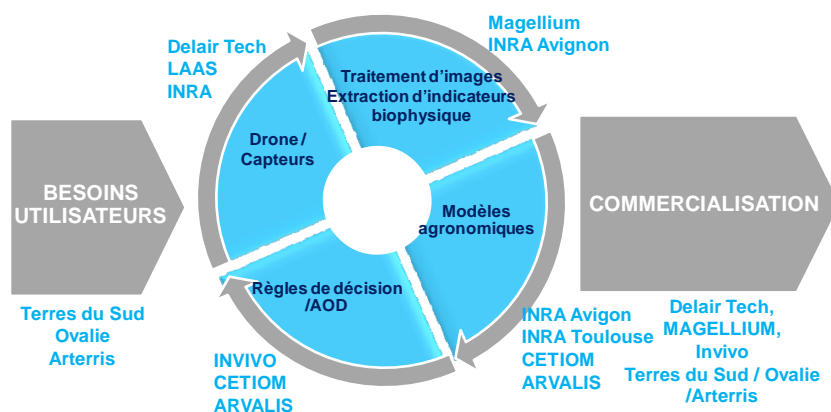 Delair Tech
LAAS
INRA
Magellium
INRA Avignon
Traitement d'images
Extraction d'indicateurs
biophysique
Drone /
Capteurs
BESOINS
UTILISATEURS
Modèles
agronomiques
COMMERCIALISATION
Règles de décision
/AOD
Terres du Sud
Ovalie
Arterris
INVIVO
CETIOM
ARVALIS
INRA Avigon
INRA Toulouse
CETIOM
ARVALIS
Delair Tech,
MAGELLIUM,
Invivo
Terres du Sud / Ovalie
/Arterris